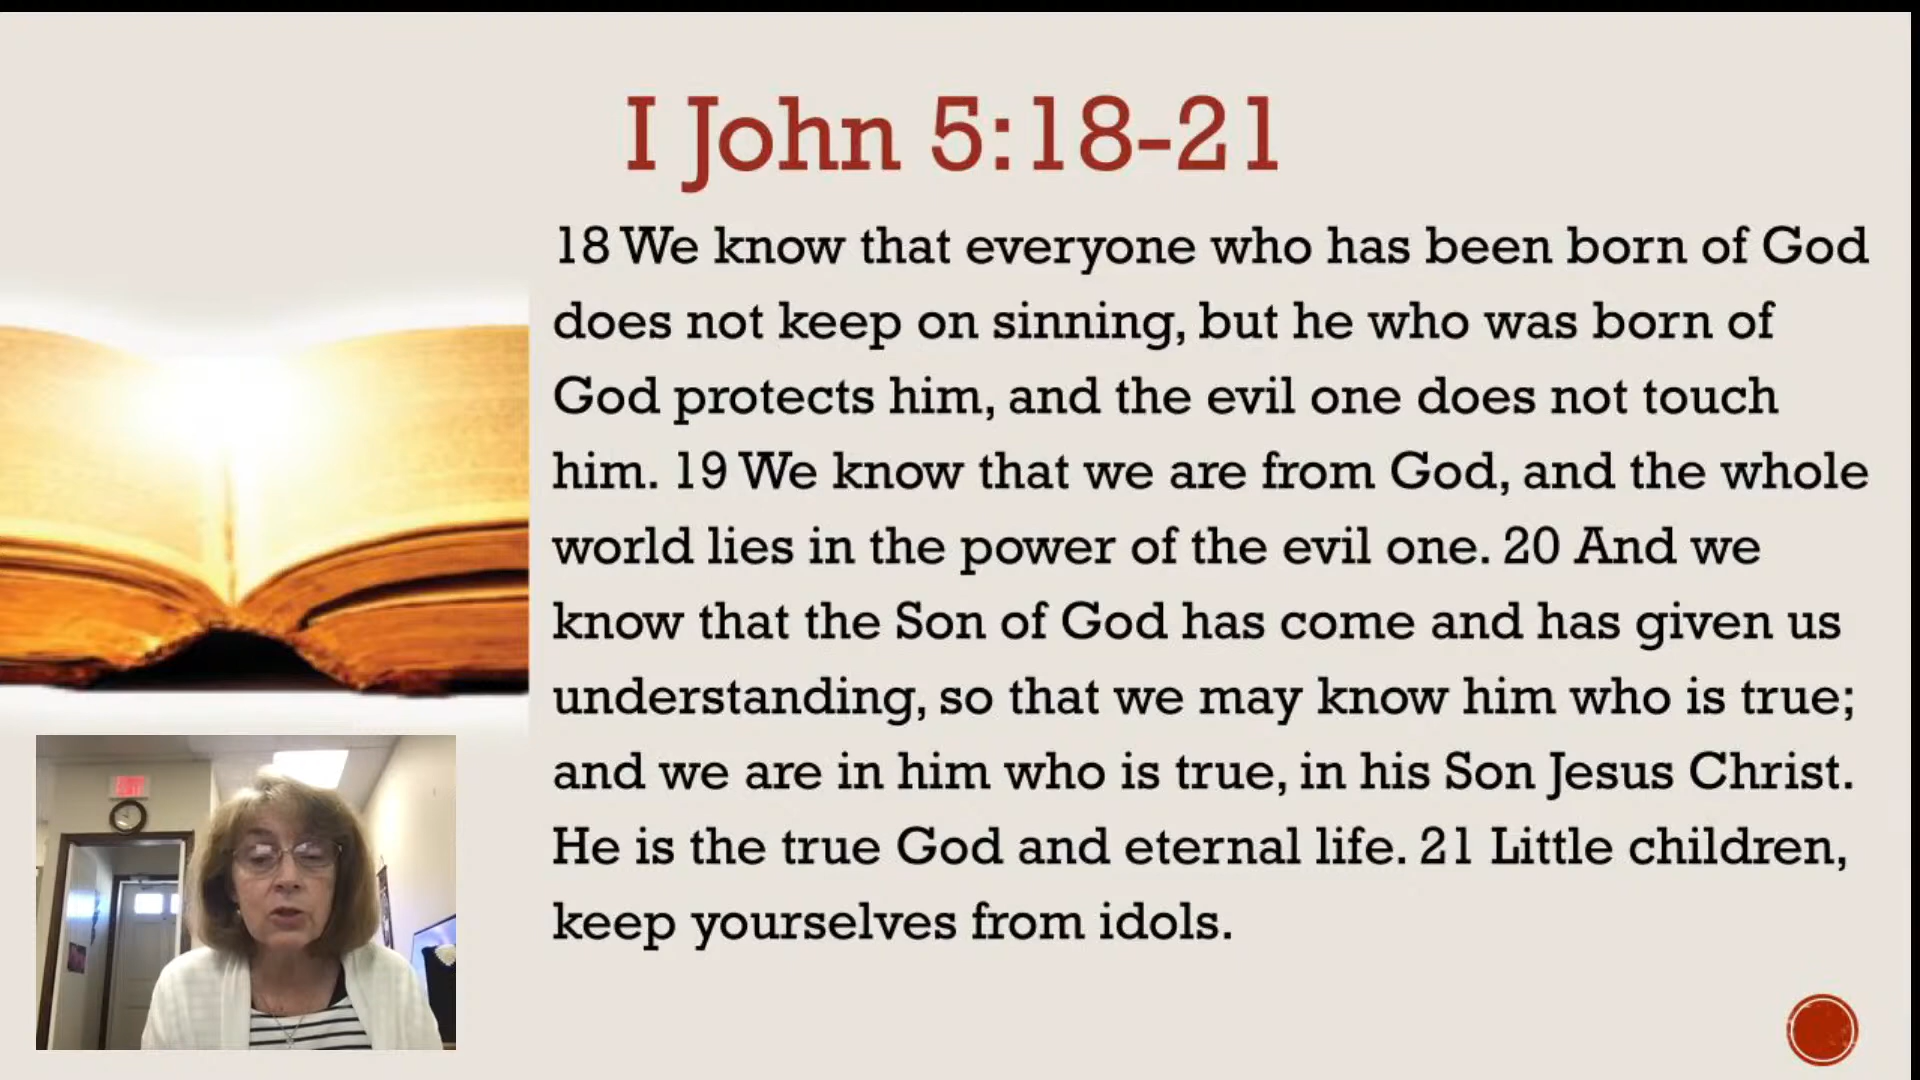 I John 5:18-21
18 We know that everyone who has been born of God
does not keep on sinning, but he who was born of
God protects him, and the evil one does not touch
him. 19 We know that we are from God, and the whole
world lies in the power of the evil one. 20 And we
know that the Son of God has come and has given us
understanding, so that we may know him who is true;
and we are in him who is true, in his Son Jesus Christ.
He is the true God and eternal life. 21 Little children,
keep yourselves from idols.